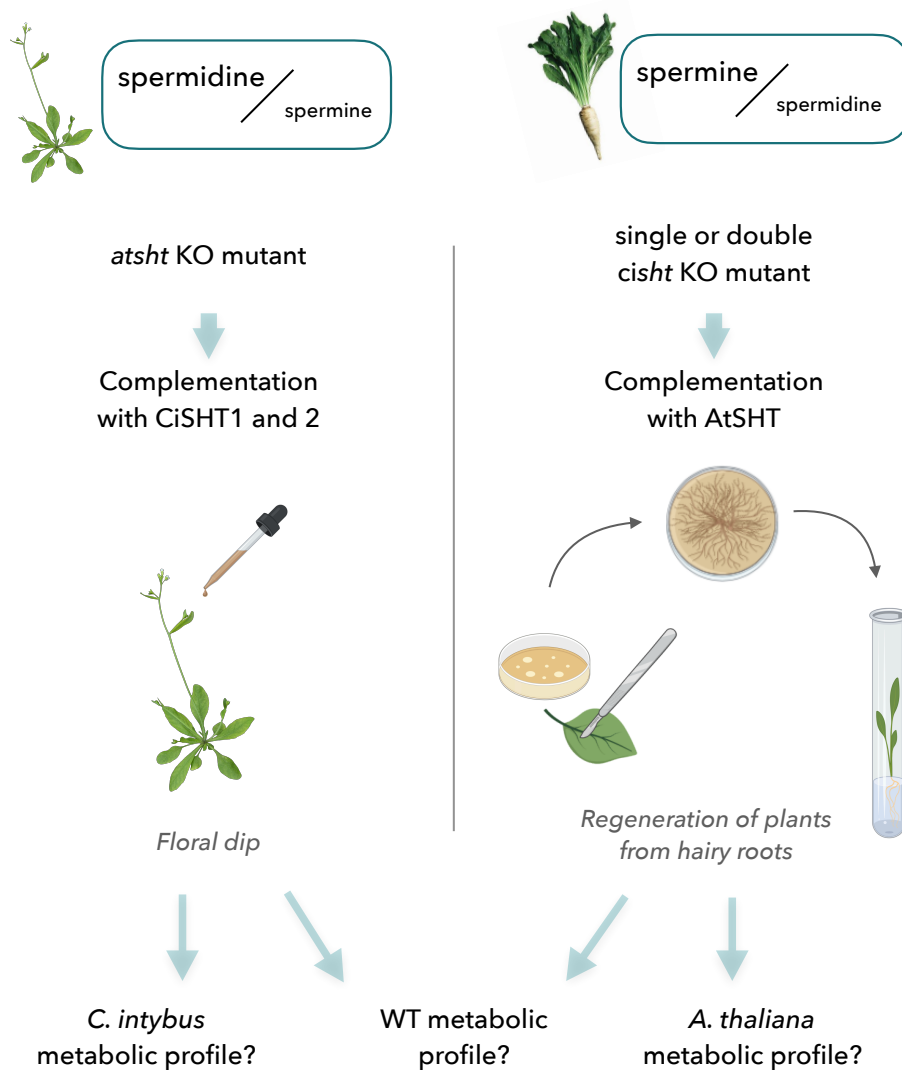 spermidine
spermine
spermine
spermidine
atsht KO mutant
single or double
cisht KO mutant
Complementation
with CiSHT1 and 2
Complementation
with AtSHT
Floral dip
Regeneration of plants
from hairy roots
C. intybus
metabolic profile?
WT metabolic
profile?
A. thaliana
metabolic profile?